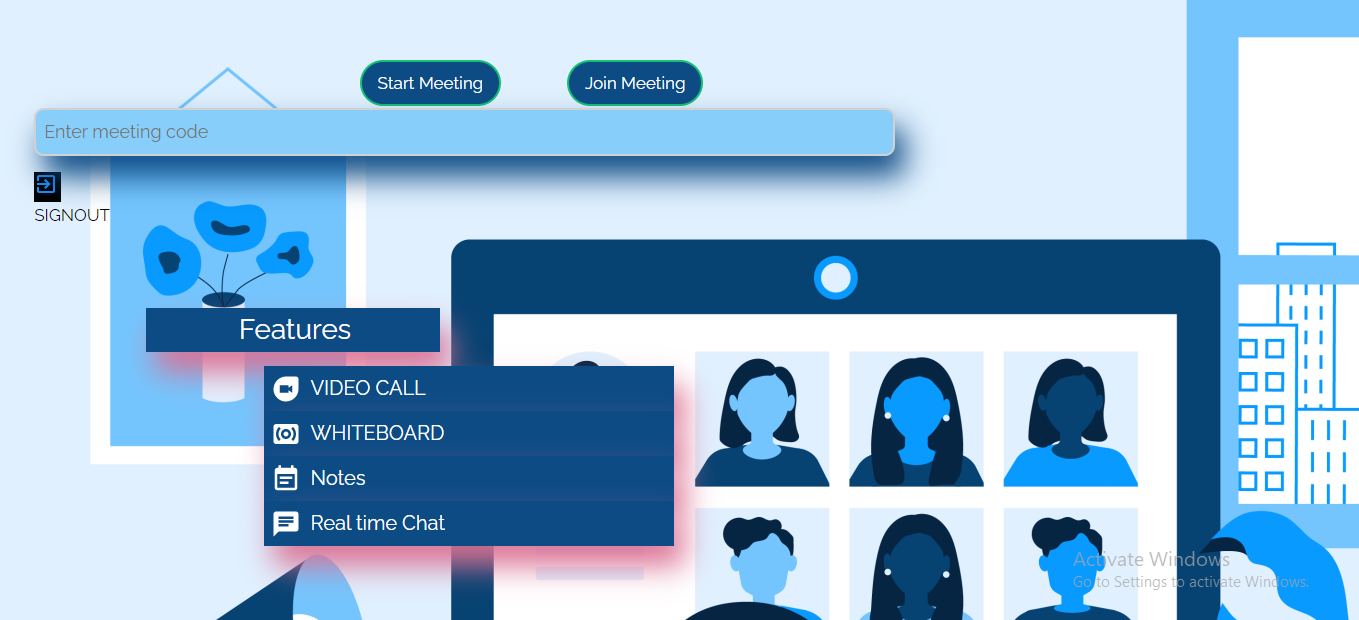 Start Meeting
Join Meeting
Enter meeting code
SIGNOUT
Features
VIDEO CALL
WHITEBOARD
Notes
Real time Chat
Activate Windows
Go to Settings to activate Windows.